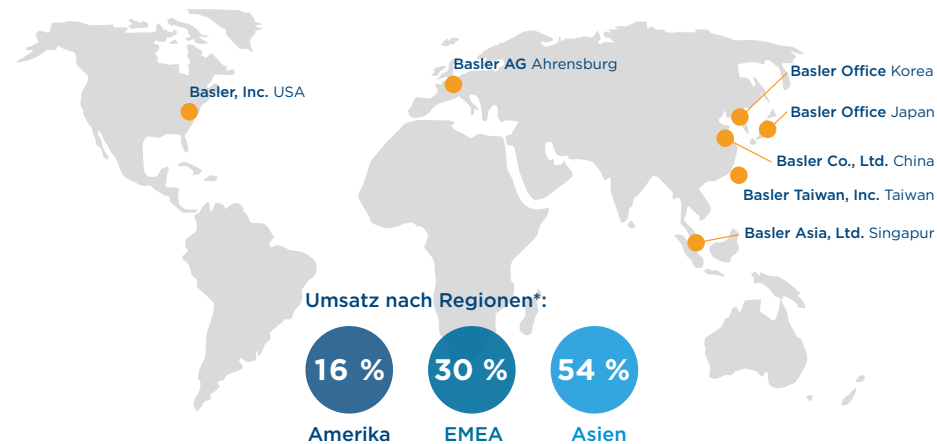 Basler AG Ahrensburg
Basler, Inc. USA
Basler Office Korea
Basler Office Japan
Basler Co., Ltd. China
Basler Taiwan, Inc. Taiwan
Basler Asia, Ltd. Singapur
Umsatz nach Regionen*:
16 % 30 % 54 %
Amerika EMEA Asien